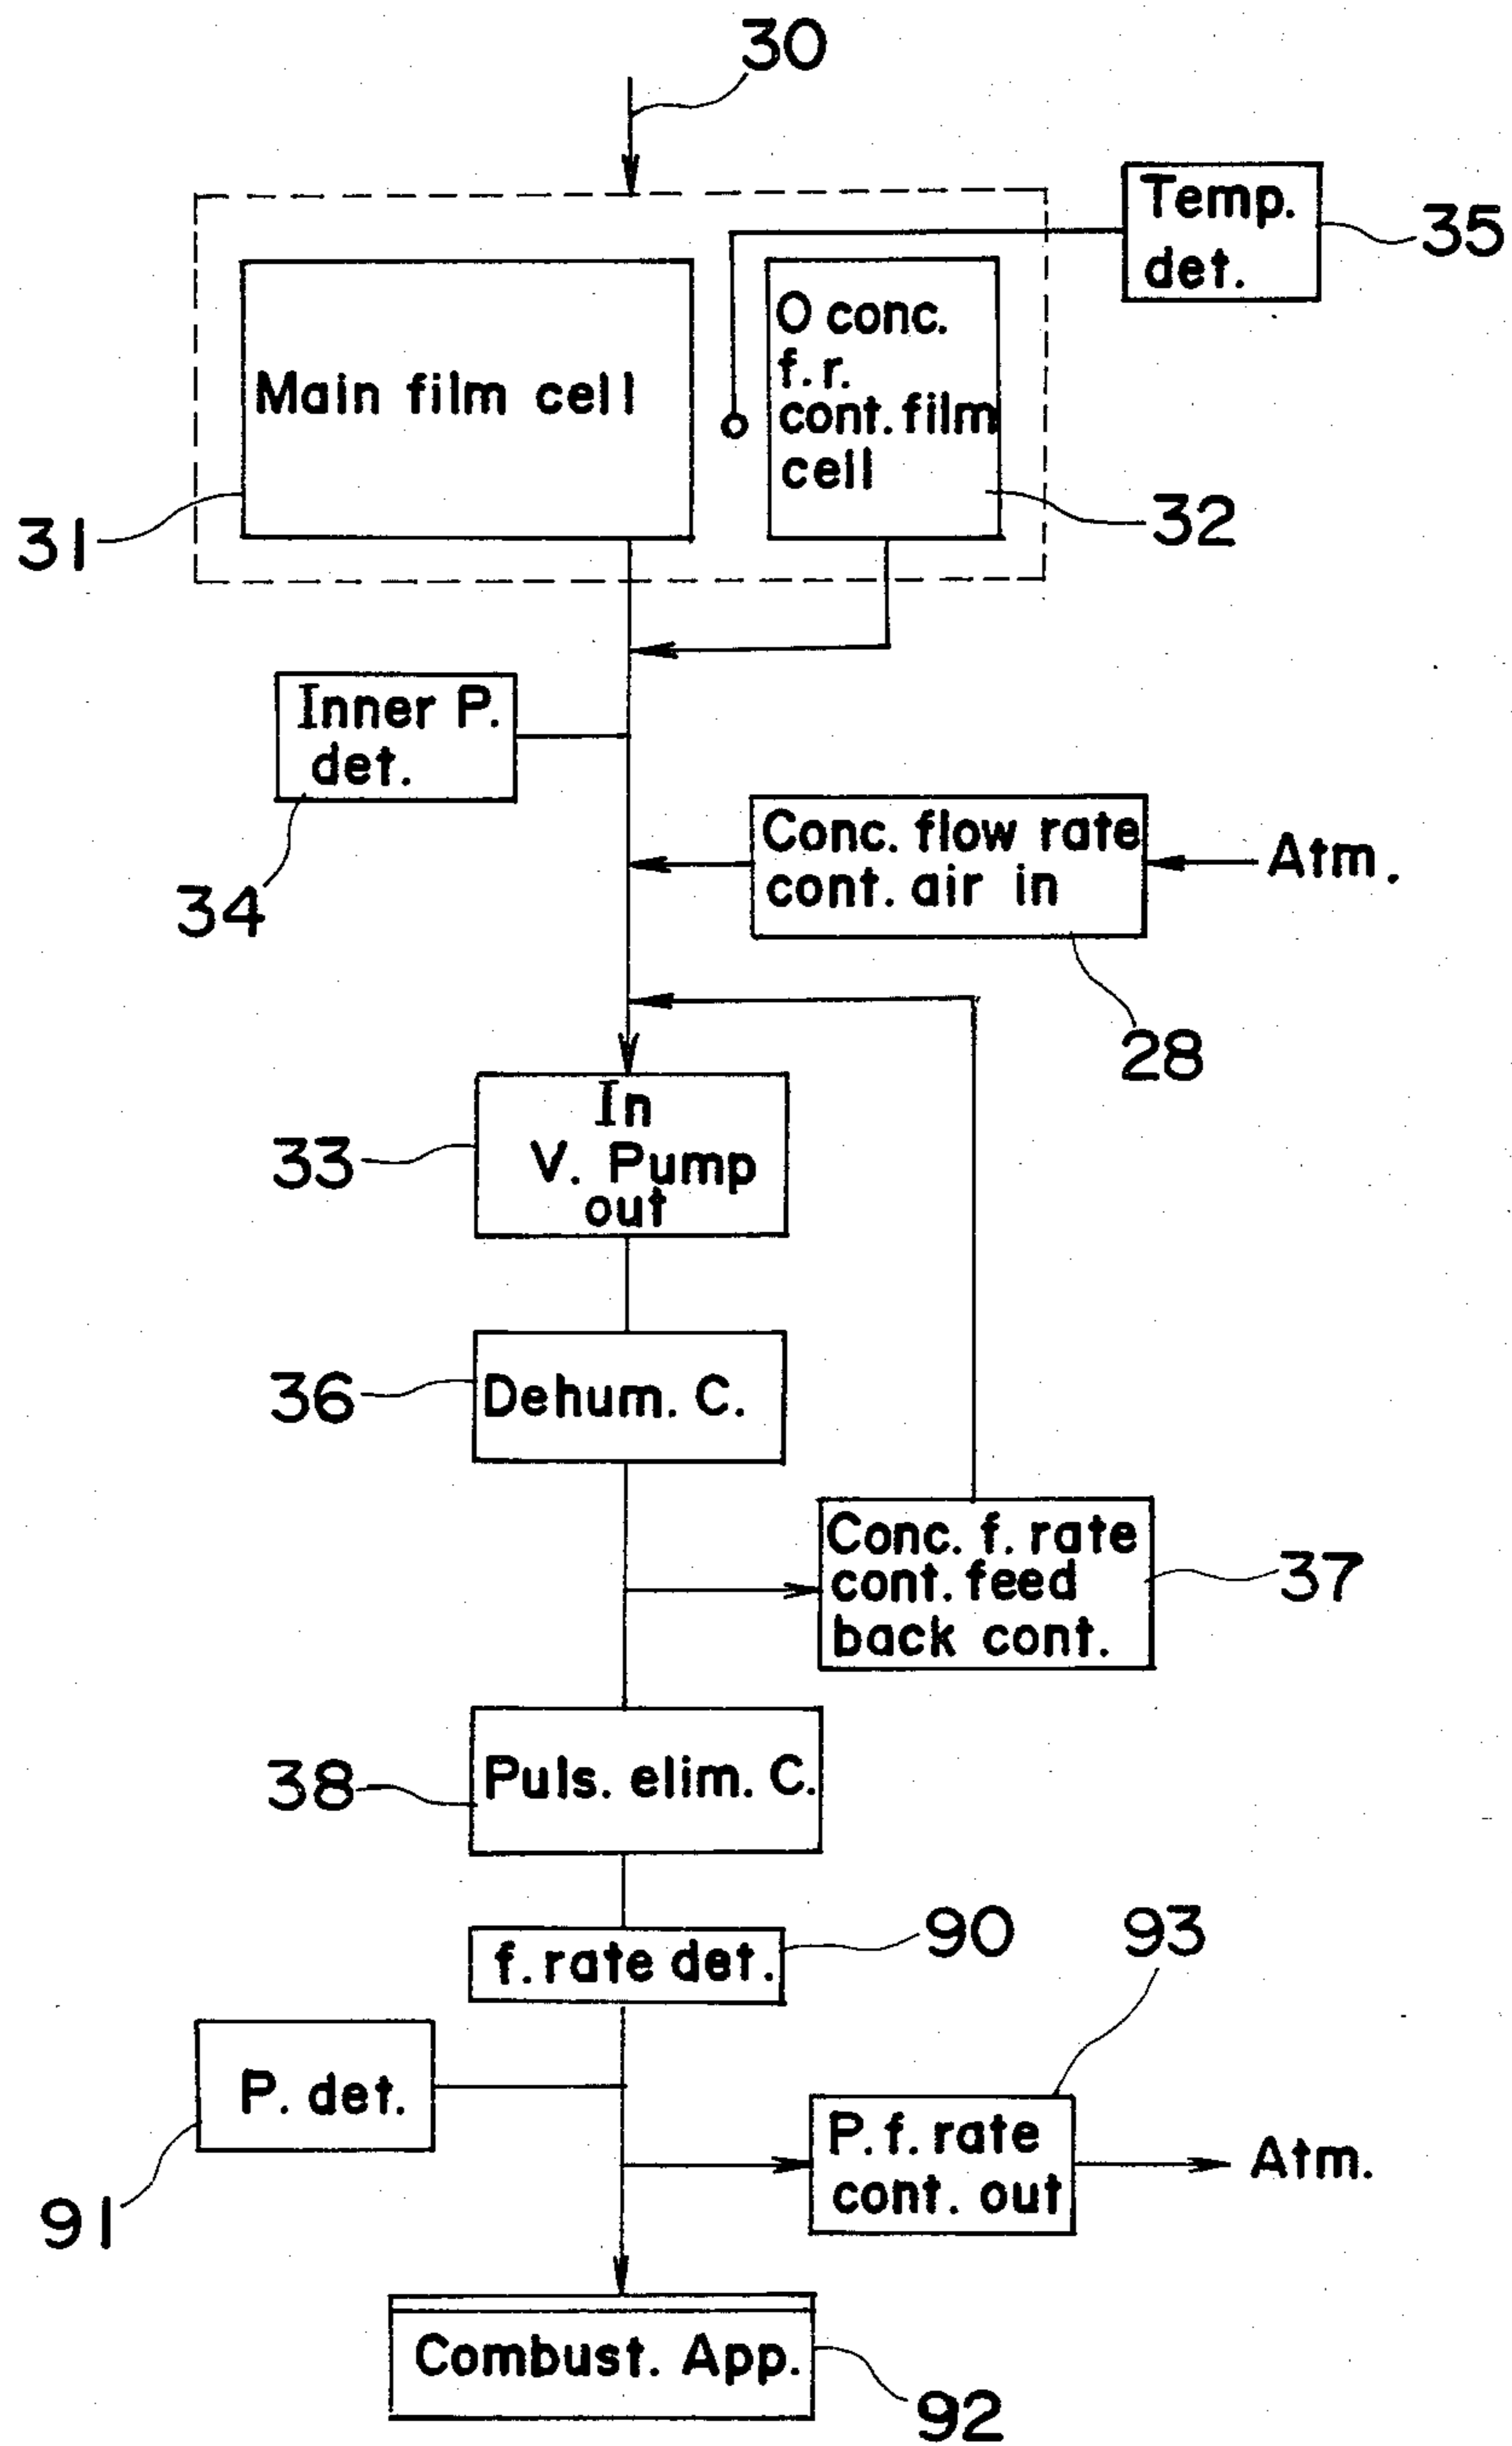 30
Temp.
det.
35
Main film cell
O conc.
f. r.
cont. film
cell
31
32
Inner P.
det.
34
Conc. flow rate
cont. air in
Atm.
28
In
V. Pump
out
33
Dehum. C.
36
Conc. f. rate
cont. feed
back cont.
37
Puls. elim. C.
38
f. rate det.
90
93
P. det.
91
P. f. rate
cont. out
Atm.
Combust. App.
92